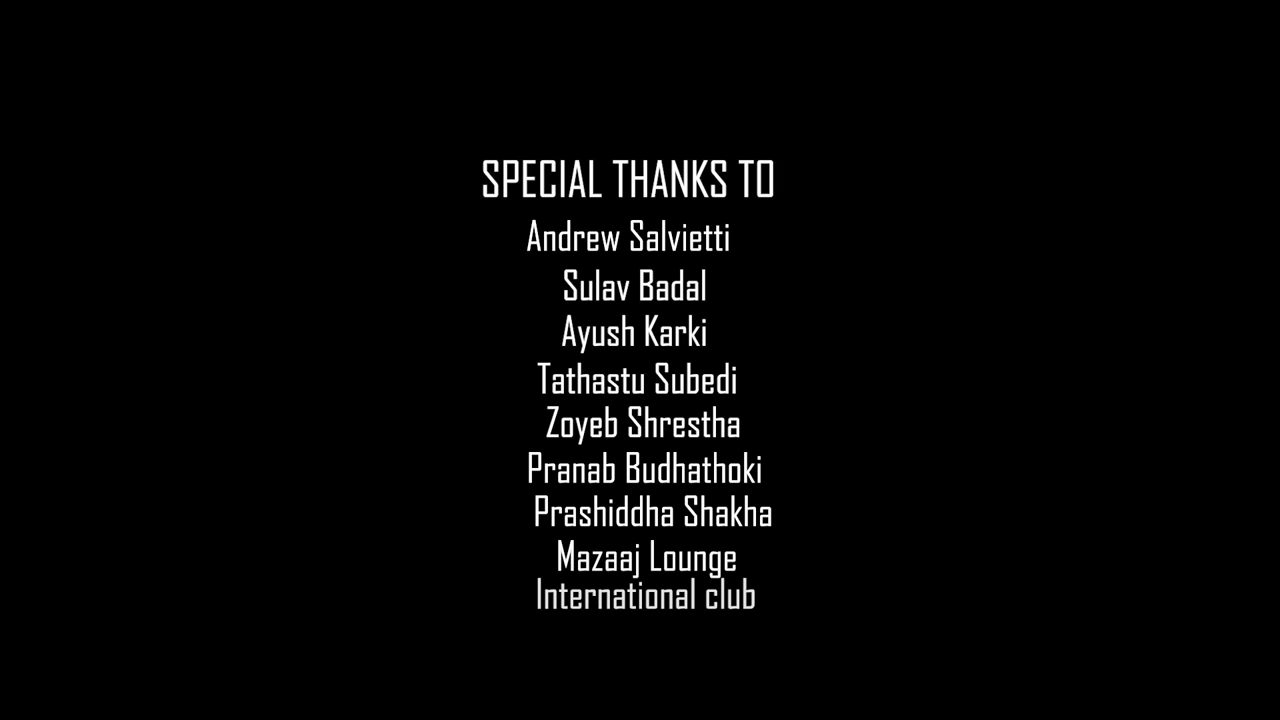 SPECIAL THANKS TO
Andrew Salvietti
Sulav Badal
Ayush Karki
Tathastu Subedi
Zoyeb Shrestha
Pranab Budhathoki
Prashiddha Shakha
Mazaaj Lounge
International club